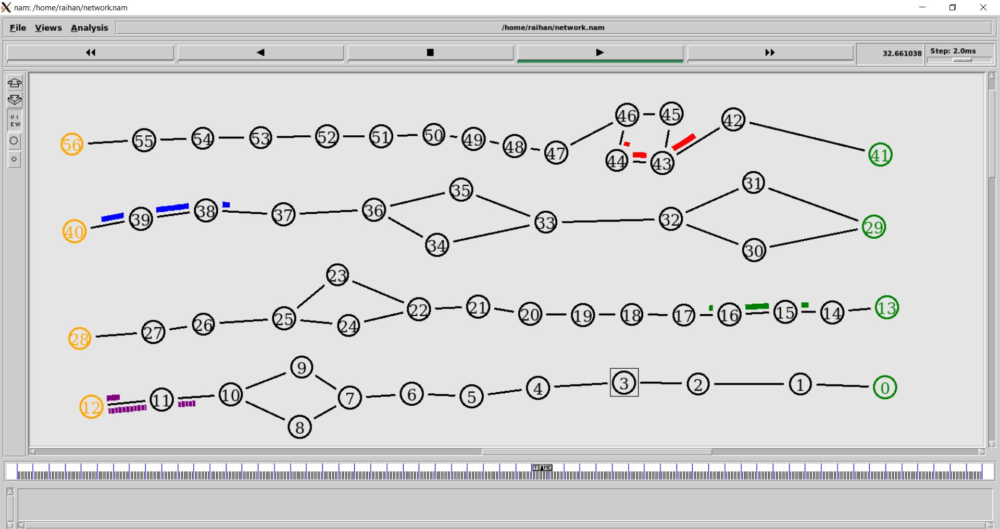 nam: /home/raihan/network.nam
File Views Analysis /home/raihan/network.nam
32.661038 Step: 2.0ms
VI
EW
46 45 42
56 55 54 53 52 51 50 49 48 47 44 43 41
35 31
40 39 38 37 36 33 32 29
34 30
23
28 27 26 25 24 22 21 20 19 18 17 16 15 14 13
9
12 11 10 7 6 5 4 3 2 1 0
8
TIME